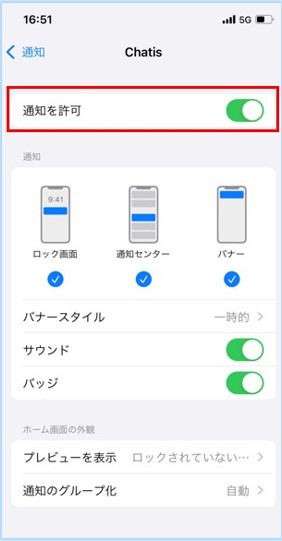 16:51 5G
通知 Chatis
通知を許可
通知
9:41
ロック画面 通知センター バナー
バナースタイル 一時的
サウンド
バッジ
ホーム画面の外観
プレビューを表示 ロックされていない…
通知のグループ化 自動